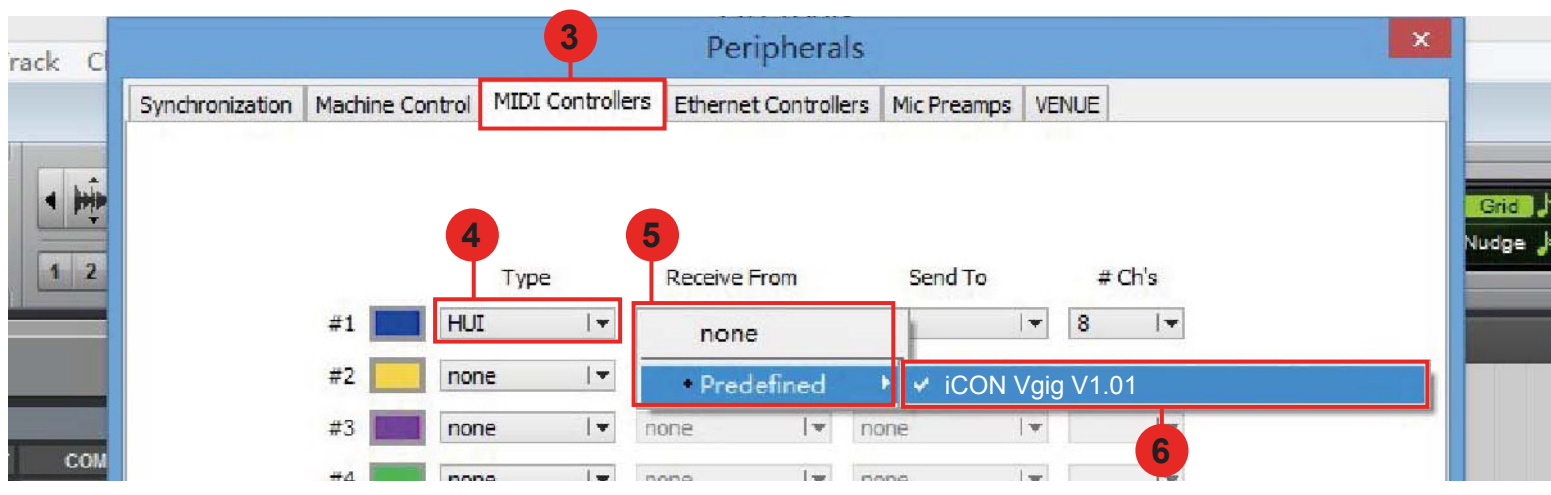 3
Peripherals
rack
Synchronization Machine Control MIDI Controllers Ethernet Controllers Mic Preamps VENUE
Grid
4 5
Nudge
1 2
Type Receive From Send To # Ch's
#1 HUI none 8
#2 none • Predefined ✔ iCON Vgig V1.01
#3 none none none
6
COM
#4 none none none